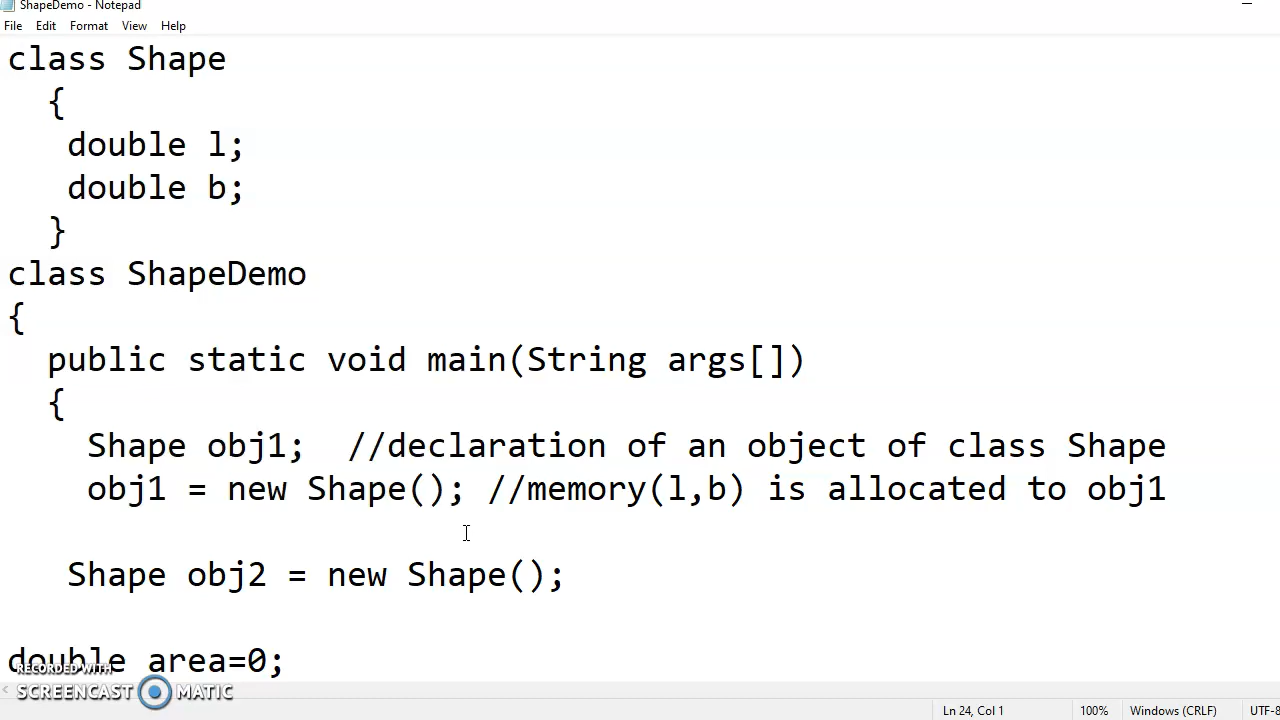 ShapeDemo - Notepad
File Edit Format View Help
class Shape
{
double l;
double b;
}
class ShapeDemo
{
public static void main(String args[])
{
Shape obj1; //declaration of an object of class Shape
obj1 = new Shape(); //memory(l,b) is allocated to obj1
Shape obj2 = new Shape();
double area=0;
RECORDED WITH
SCREENCAST MATIC
Ln 24, Col 1 100% Windows (CRLF) UTF-8